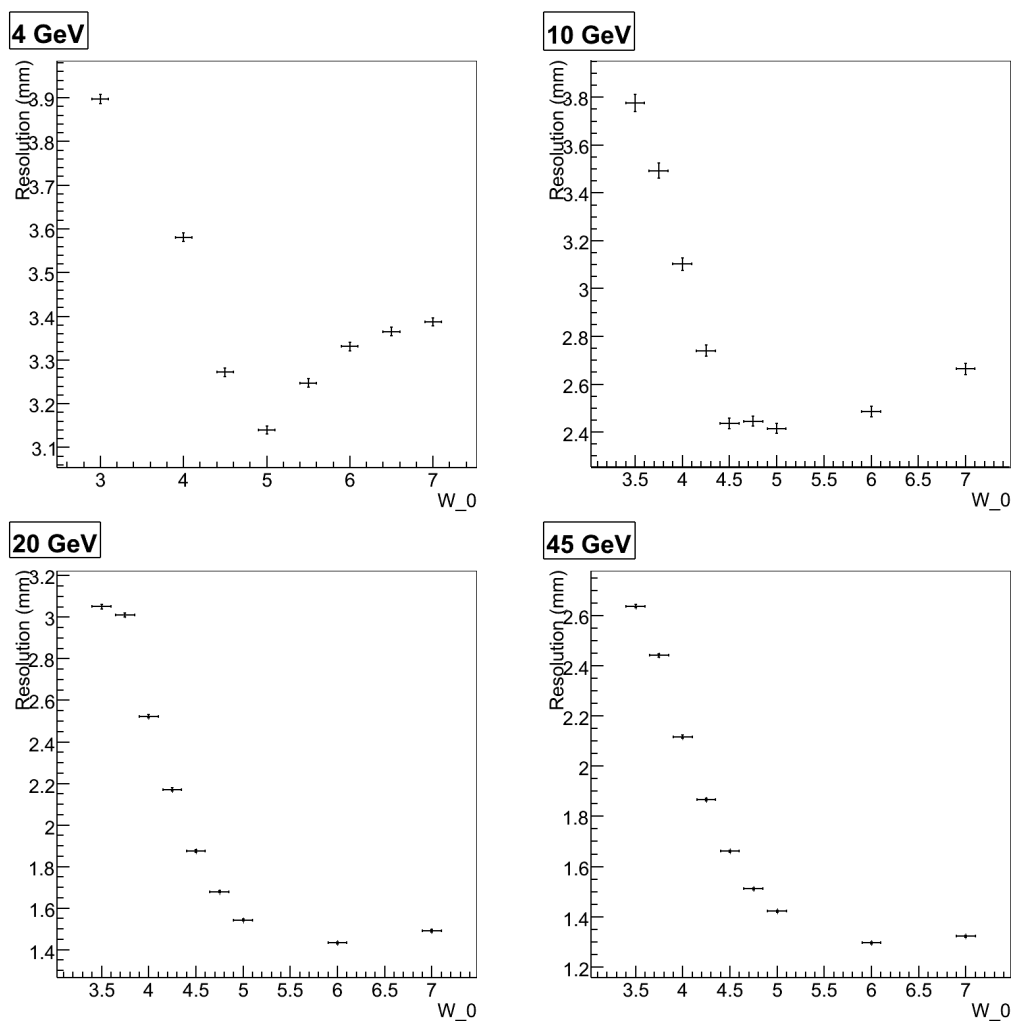 4 GeV
Resolution (mm)
3.9
3.8
3.7
3.6
3.5
3.4
3.3
3.2
3.1
3 4 5 6 7
W_0
10 GeV
Resolution (mm)
3.8
3.6
3.4
3.2
3
2.8
2.6
2.4
3.5 4 4.5 5 5.5 6 6.5 7
W_0
20 GeV
Resolution (mm)
3.2
3
2.8
2.6
2.4
2.2
2
1.8
1.6
1.4
3.5 4 4.5 5 5.5 6 6.5 7
W_0
45 GeV
Resolution (mm)
2.6
2.4
2.2
2
1.8
1.6
1.4
1.2
3.5 4 4.5 5 5.5 6 6.5 7
W_0